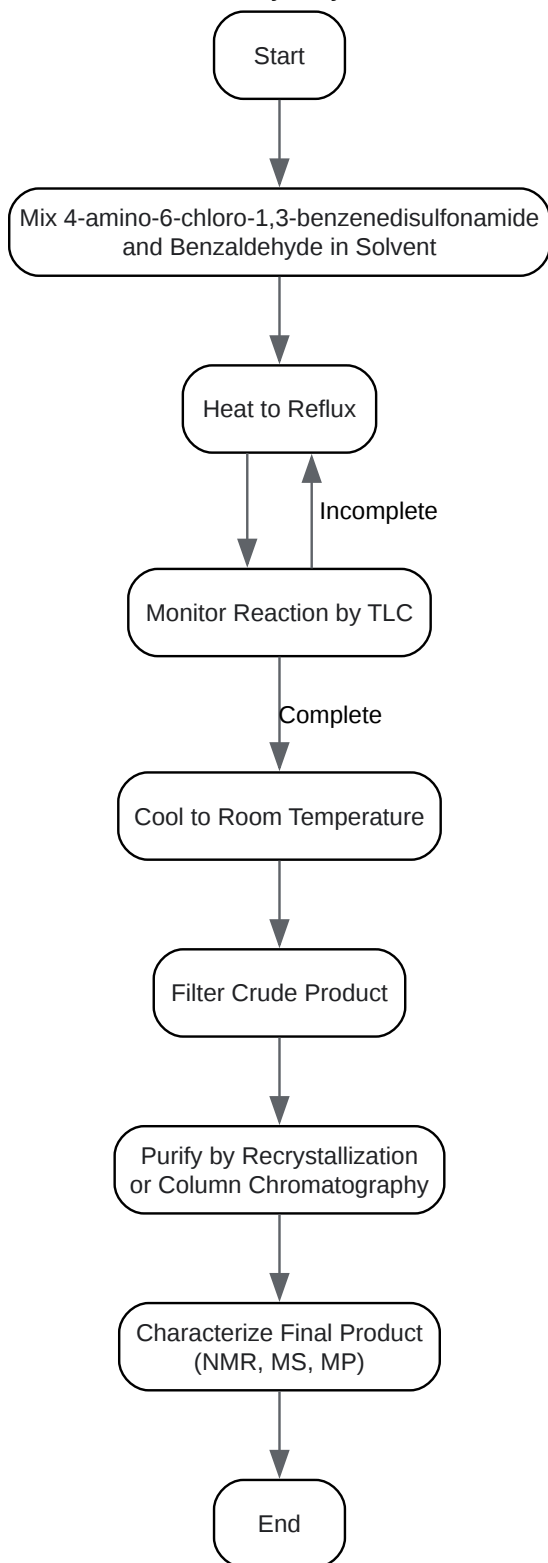 Start
Mix 4-amino-6-chloro-1,3-benzenedisulfonamide
and Benzaldehyde in Solvent
Heat to Reflux
Incomplete
Monitor Reaction by TLC
Complete
Cool to Room Temperature
Filter Crude Product
Purify by Recrystallization
or Column Chromatography
Characterize Final Product
(NMR, MS, MP)
End